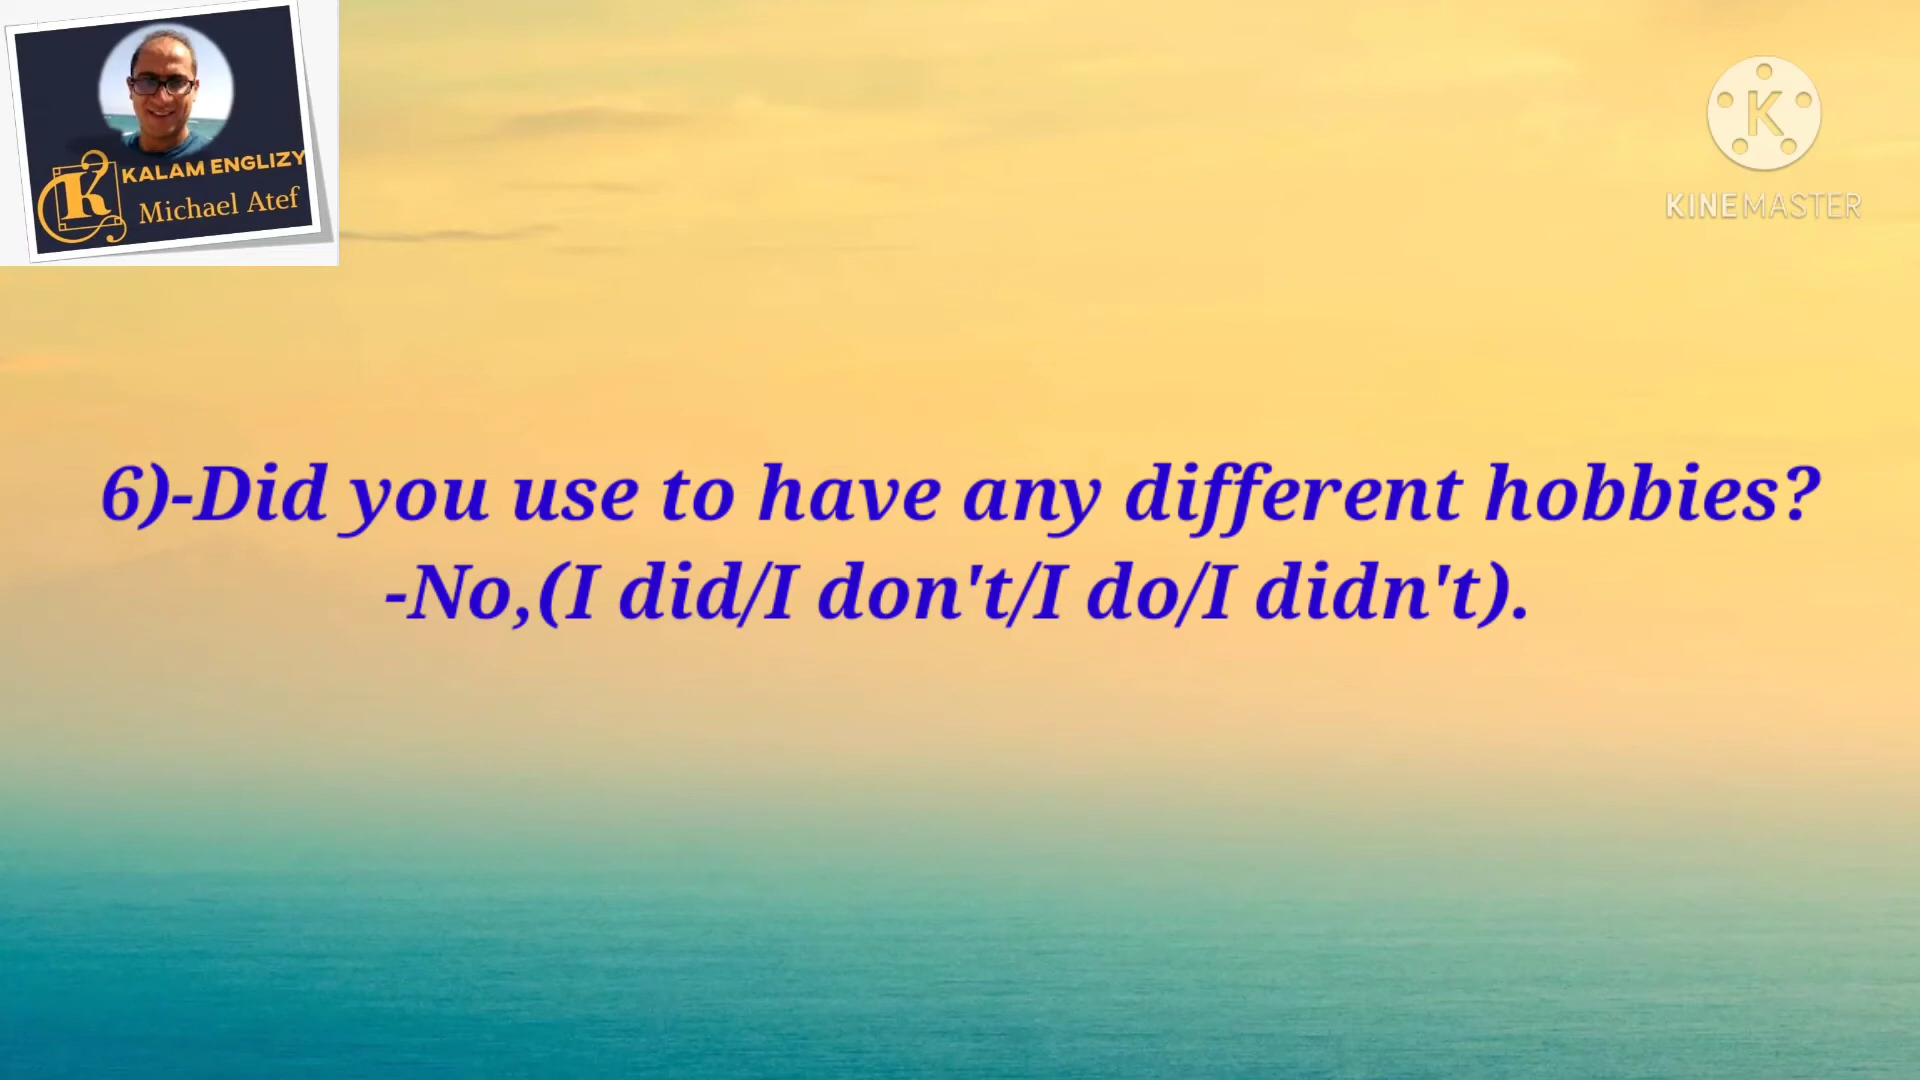 KALAM ENGLIZY
Michael Atef
K
KINEMASTER
6)-Did you use to have any different hobbies?
-No,(I did/I don't/I do/I didn't).